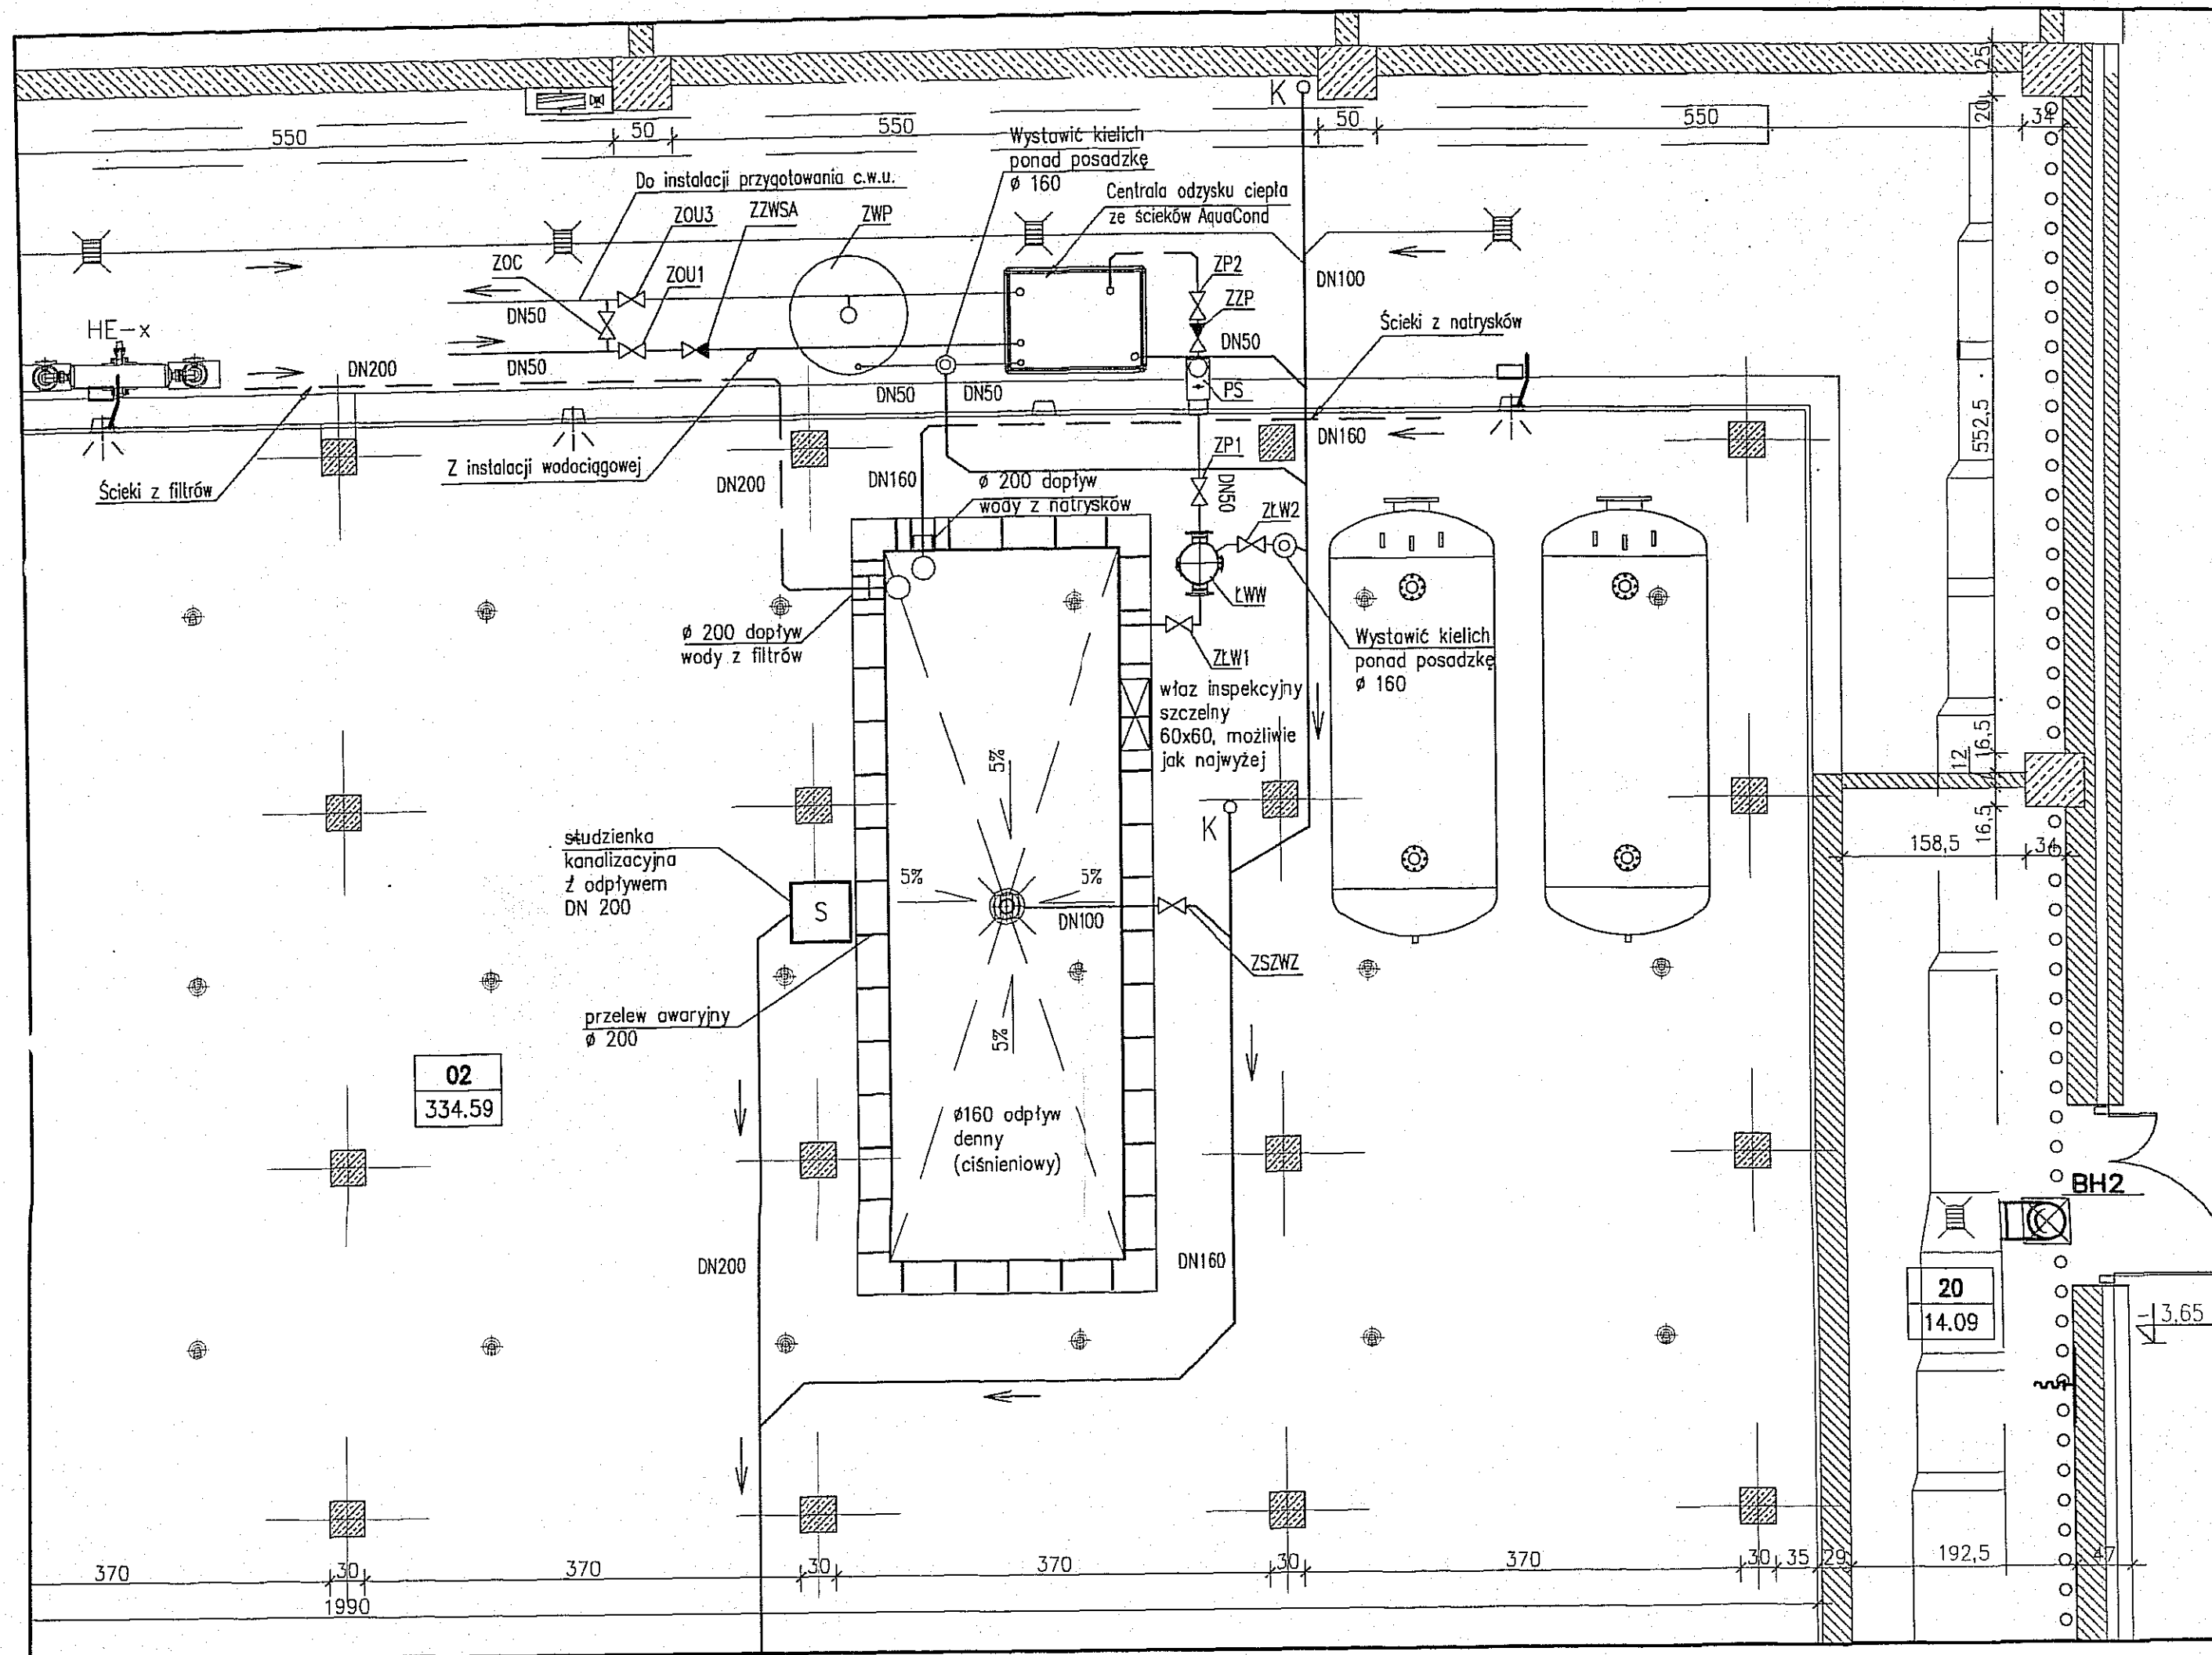 25
20
34
550
50
550
50
550
K
Wystawić kielich
ponad posadzkę
ø 160
Do instalacji przygotowania c.w.u.
Centrala odzysku ciepła
ze ścieków AquaCond
ZOU3
ZZWSA
ZWP
ZOC
ZOU1
ZP2
ZZP
DN100
DN50
DN50
DN50
Ścieki z natrysków
HE-x
DN200
DN50
DN50
PS
552,5
DN160
ZP1
Z instalacji wodociągowej
Ścieki z filtrów
DN200
DN160
ø 200 dopływ
wody z natrysków
DN50
ZŁW2
ŁWW
ø 200 dopływ
wody z filtrów
ZŁW1
Wystawić kielich
ponad posadzkę
ø 160
właz inspekcyjny
szczelny
60x60, możliwie
jak najwyżej
5%
12
16,5
16,5
K
158,5
34
studzienka
kanalizacyjna
z odpływem
DN 200
S
5%
5%
DN100
ZSZWZ
przelew awaryjny
ø 200
5%
02
334.59
ø160 odpływ
denny
(ciśnieniowy)
BH2
DN200
DN160
20
14.09
3.65
370
30
370
30
370
30
370
30
35
29
192,5
47
1990